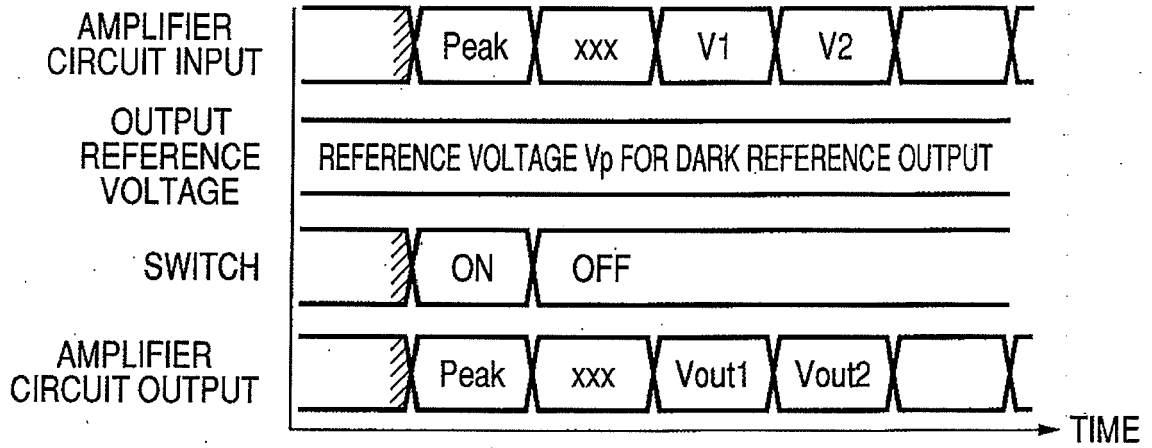 AMPLIFIER
CIRCUIT INPUT
Peak
xxx
V1
V2
OUTPUT
REFERENCE
VOLTAGE
REFERENCE VOLTAGE Vp FOR DARK REFERENCE OUTPUT
SWITCH
ON
OFF
AMPLIFIER
CIRCUIT OUTPUT
Peak
xxx
Vout1
Vout2
TIME